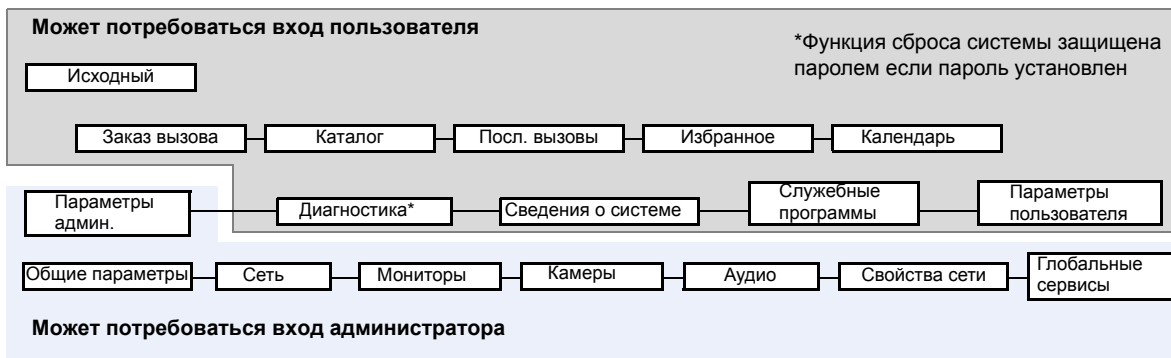 Может потребоваться вход пользователя
*Функция сброса системы защищена
паролем если пароль установлен
Исходный
Заказ вызова
Каталог
Посл. вызовы
Избранное
Календарь
Параметры
админ.
Диагностика*
Сведения о системе
Служебные
программы
Параметры
пользователя
Общие параметры
Сеть
Мониторы
Камеры
Аудио
Свойства сети
Глобальные
сервисы
Может потребоваться вход администратора